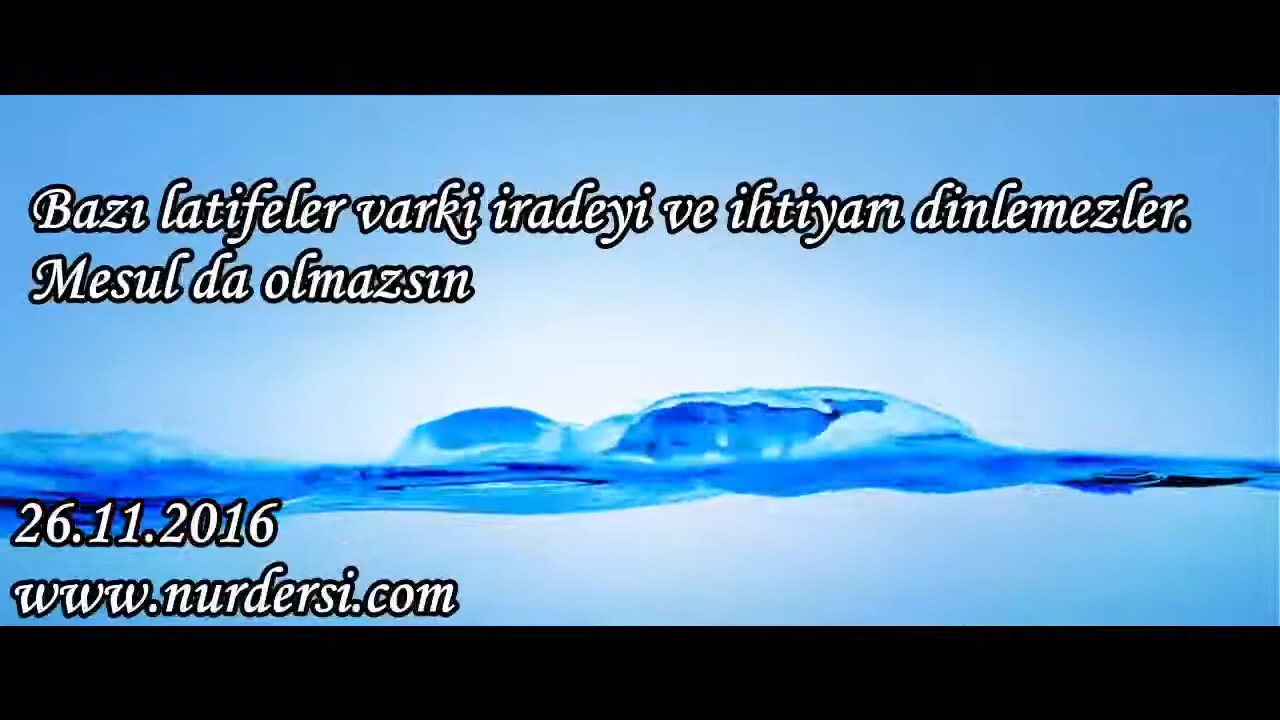 Bazı latifeler varki iradeyi ve ihtiyarı dinlemezler.
Mesul da olmazsın
26.11.2016
www.nurdersi.com